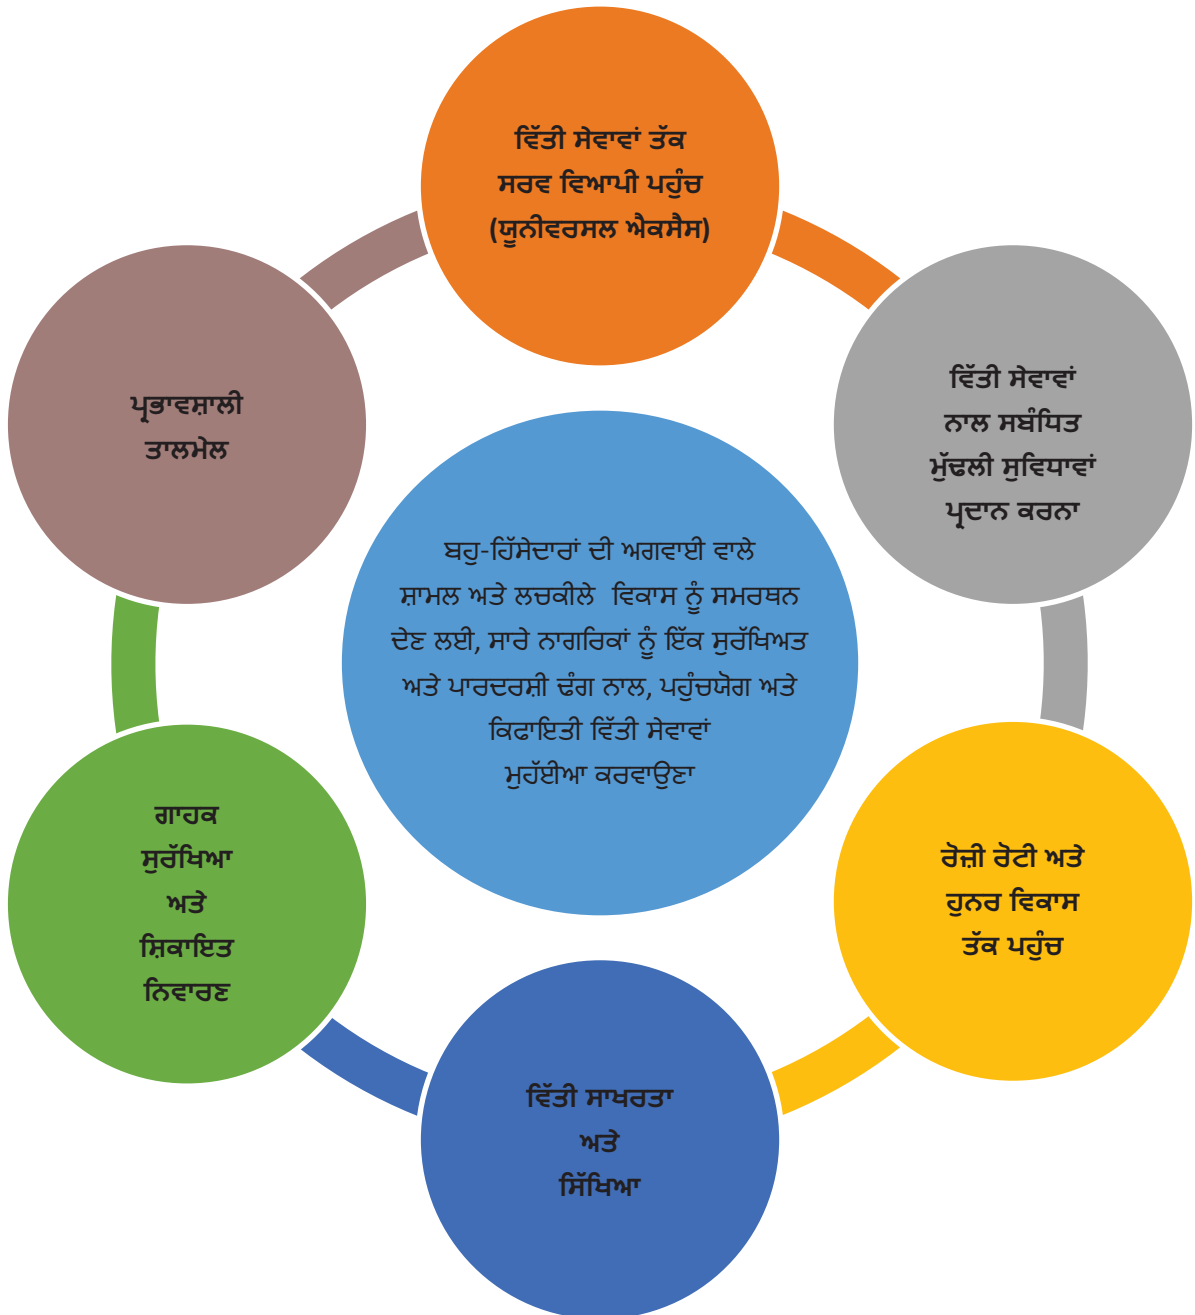 ਵਿੱਤੀ ਸੇਵਾਵਾਂ ਤੱਕ
ਸਰਵ ਵਿਆਪੀ ਪਹੁੰਚ
(ਯੂਨੀਵਰਸਲ ਐਕਸੈਸ)
ਵਿੱਤੀ ਸੇਵਾਵਾਂ
ਨਾਲ ਸਬੰਧਿਤ
ਮੁੱਢਲੀ ਸੁਵਿਧਾਵਾਂ
ਪ੍ਰਦਾਨ ਕਰਨਾ
ਰੋਜ਼ੀ ਰੋਟੀ ਅਤੇ
ਹੁਨਰ ਵਿਕਾਸ
ਤੱਕ ਪਹੁੰਚ
ਵਿੱਤੀ ਸਾਖਰਤਾ
ਅਤੇ
ਸਿੱਖਿਆ
ਗਾਹਕ
ਸੁਰੱਖਿਆ
ਅਤੇ
ਸ਼ਿਕਾਇਤ
ਨਿਵਾਰਣ
ਪ੍ਰਭਾਵਸ਼ਾਲੀ
ਤਾਲਮੇਲ
ਬਹੁ-ਹਿੱਸੇਦਾਰਾਂ ਦੀ ਅਗਵਾਈ ਵਾਲੇ
ਸ਼ਾਮਲ ਅਤੇ ਲਚਕੀਲੇ ਵਿਕਾਸ ਨੂੰ ਸਮਰਥਨ
ਦੇਣ ਲਈ, ਸਾਰੇ ਨਾਗਰਿਕਾਂ ਨੂੰ ਇੱਕ ਸੁਰੱਖਿਅਤ
ਅਤੇ ਪਾਰਦਰਸ਼ੀ ਢੰਗ ਨਾਲ, ਪਹੁੰਚਯੋਗ ਅਤੇ
ਕਿਫਾਇਤੀ ਵਿੱਤੀ ਸੇਵਾਵਾਂ
ਮੁਹੱਈਆ ਕਰਵਾਉਣਾ